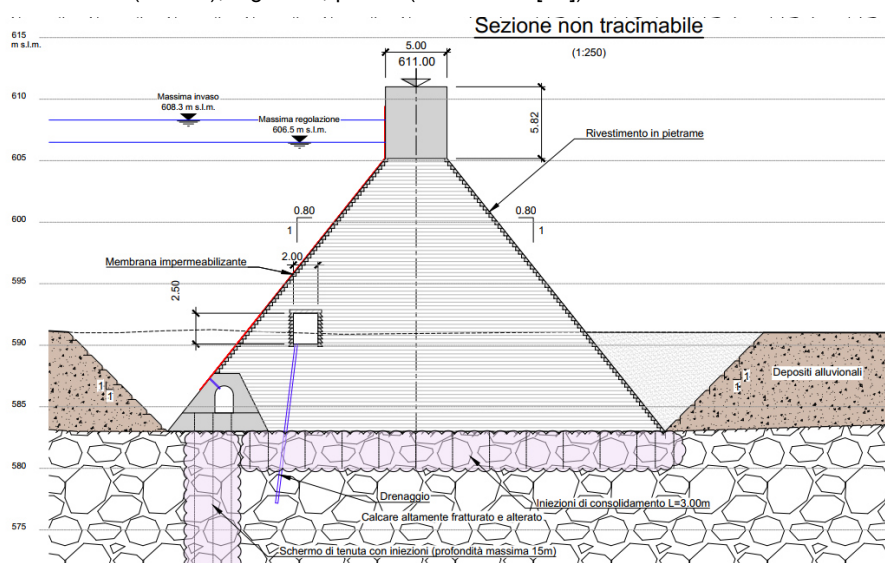 Sezione non tracimabile
(1:250)
615
m s.l.m.
5.00
611.00
610
Massima invaso
608.3 m s.l.m.
Massima regolazione
606.5 m s.l.m.
5.82
Rivestimento in pietrame
605
600
0.80
1
0.80
1
Membrana impermeabilizante
2.00
595
2.50
590
1
1
1
1
Depositi alluvionali
585
580
Drenaggio
Iniezioni di consolidamento L=3.00m
Calcare altamente fratturato e alterato
575
Schermo di tenuta con iniezioni (profondità massima 15m)